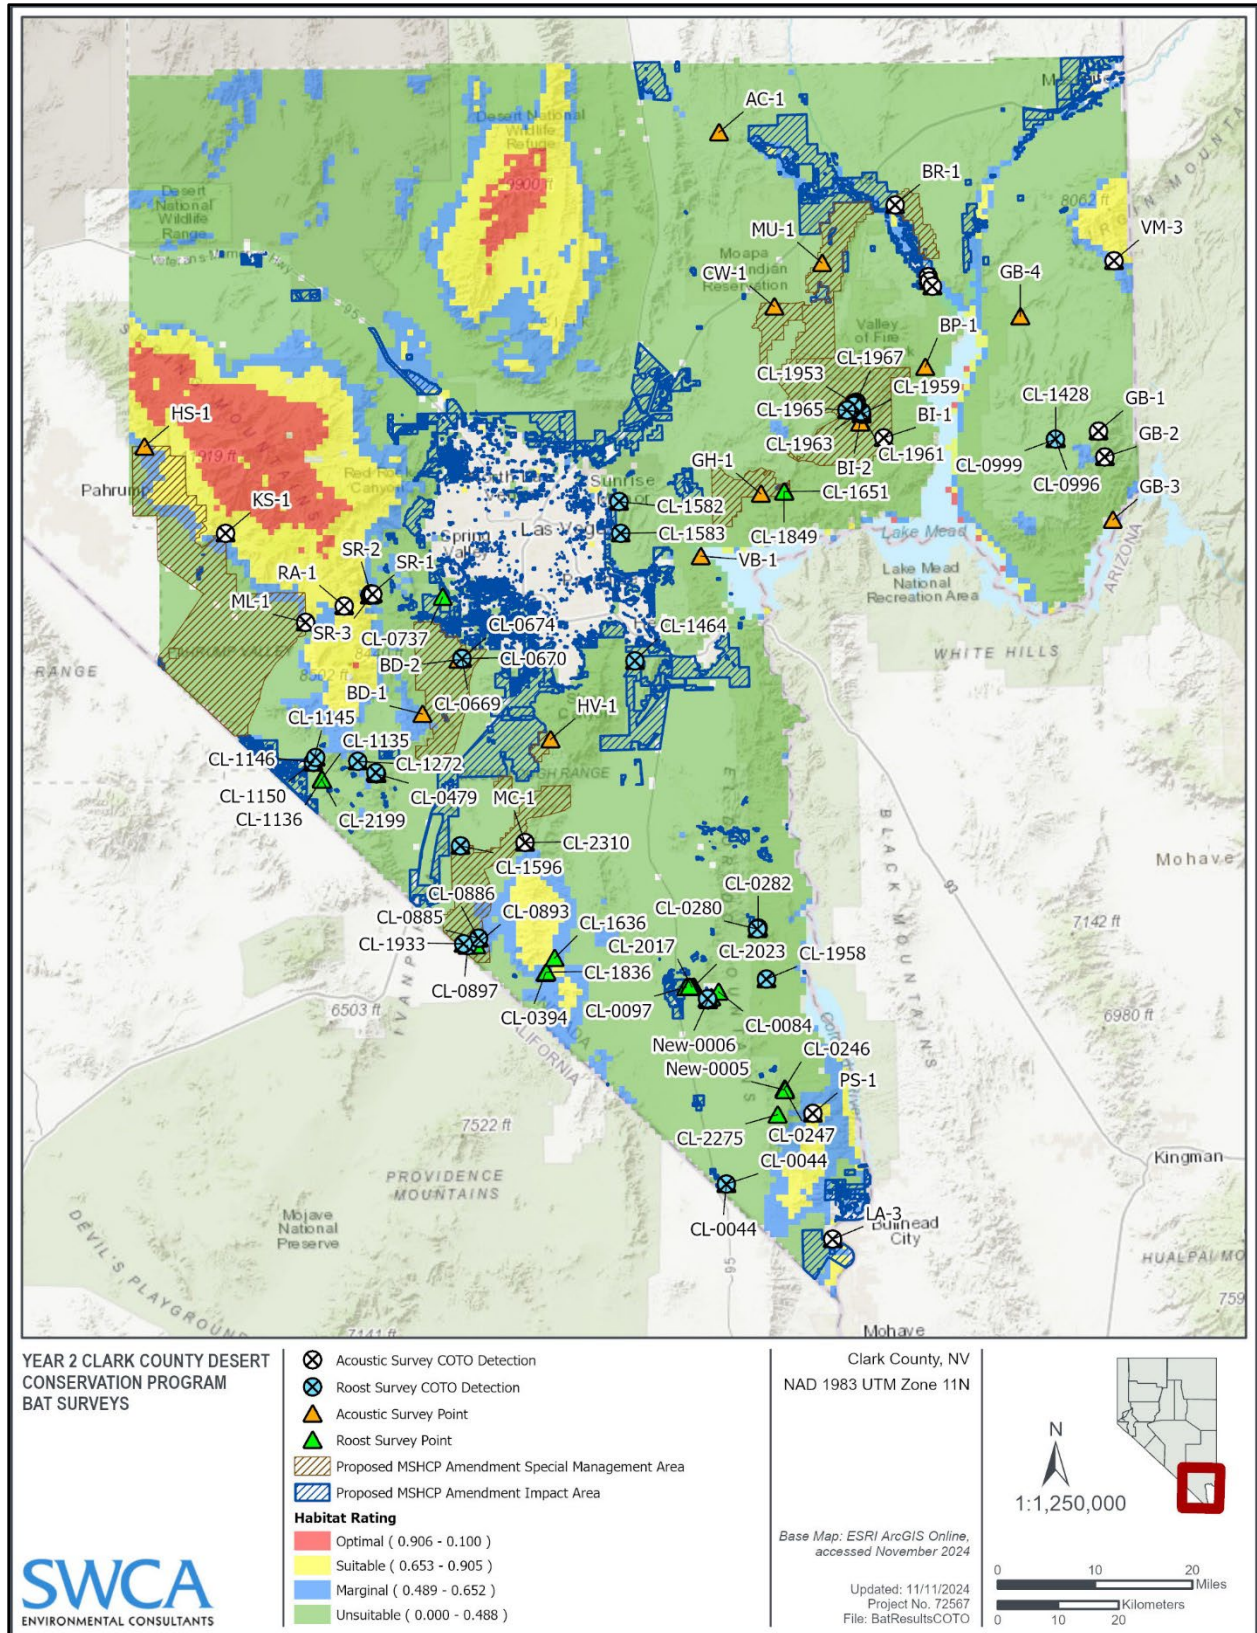 AC-1
Desert National
Wildlife
Refuge
9900 ft
BR-1
8062 ft
Desert
National
Wildlife
Range
MU-1
Moapa
Indian
Reservation
VM-3
CW-1
GB-4
95
Valley
of Fire
BP-1
CL-1967
CL-1953
CL-1959
HS-1
CL-1965
CL-1428
GB-1
BI-1
GB-2
CL-1963
CL-1961
CL-0999
BI-2
CL-0996
Red Rock
Canyon
GH-1
Sunrise
Pahrump
CL-1651
GB-3
KS-1
CL-1582
Las Vegas
CL-1583
CL-1849
Lake Mead
Spring
Valley
SR-2
SR-1
VB-1
Lake Mead
National
Recreation Area
ARIZONA
RA-1
ML-1
SR-3
CL-0737
CL-0674
CL-1464
RANGE
CL-0670
BD-2
WHITE HILLS
BD-1
CL-0669
HV-1
CL-1145
CL-1135
CL-1146
CL-1272
CL-1150
CL-0479
CL-1136
CL-2199
MC-1
CL-2310
BLACK MOUNTAINS
93
Mohave
CL-1596
CL-0886
CL-0282
CL-0885
CL-0893
CL-0280
CL-1636
7142 ft
CL-1933
CL-2017
CL-2023
CL-1836
CL-1958
CL-0897
6503 ft
CL-0394
CL-0097
CL-0084
6980 ft
CALIFORNIA
New-0006
CL-0246
New-0005
PS-1
7522 ft
CL-2275
CL-0247
CL-0044
Kingman
PROVIDENCE
MOUNTAINS
Mojave
National
Preserve
CL-0044
LA-3
Bullhead
City
DEVIL'S PLAYGROUND
95
HUALPAI MO
759
7141 ft
Mohave
YEAR 2 CLARK COUNTY DESERT
CONSERVATION PROGRAM
BAT SURVEYS
SWCA
ENVIRONMENTAL CONSULTANTS
Acoustic Survey COTO Detection
Roost Survey COTO Detection
Acoustic Survey Point
Roost Survey Point
Proposed MSHCP Amendment Special Management Area
Proposed MSHCP Amendment Impact Area
Habitat Rating
Optimal ( 0.906 - 0.100 )
Suitable ( 0.653 - 0.905 )
Marginal ( 0.489 - 0.652 )
Unsuitable ( 0.000 - 0.488 )
Clark County, NV
NAD 1983 UTM Zone 11N
Base Map: ESRI ArcGIS Online,
accessed November 2024
Updated: 11/11/2024
Project No. 72567
File: BatResultsCOTO
N
1:1,250,000
0 10 20
Miles
Kilometers
0 10 20